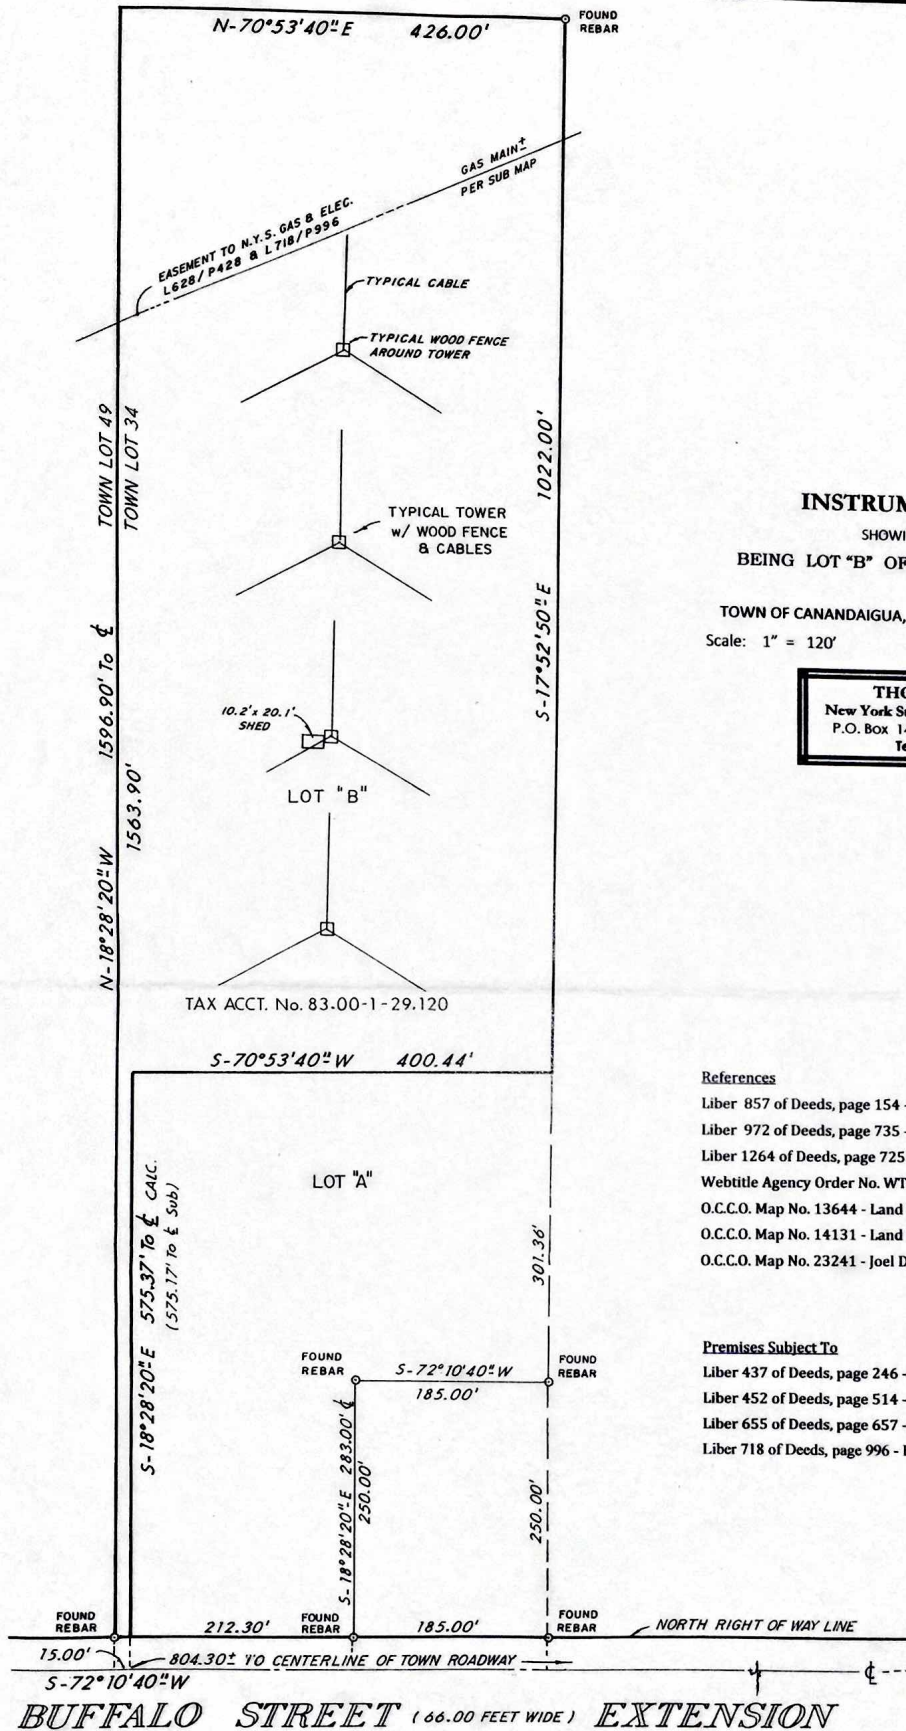 N-70°53'40"E 426.00'
FOUND
REBAR
GAS MAIN±
PER SUB MAP
EASEMENT TO N.Y.S. GAS & ELEC.
L628/P428 & L718/P996
TYPICAL CABLE
TYPICAL WOOD FENCE
AROUND TOWER
TOWN LOT 49
TOWN LOT 34
1022.00'
S-17°52'50"E
TYPICAL TOWER
w/ WOOD FENCE
& CABLES
INSTRUM
SHOWI
BEING LOT "B" OF
TOWN OF CANANDAIGUA,
Scale: 1" = 120'
THO
New York St
P.O. Box 14
Te
N-18°28'20"W 1596.90' To ℄
1563.90'
10.2'x 20.1'
SHED
LOT "B"
TAX ACCT. No. 83.00-1-29.120
S-70°53'40"W 400.44'
LOT "A"
References
Liber 857 of Deeds, page 154 -
Liber 972 of Deeds, page 735 -
Liber 1264 of Deeds, page 725
Webtitle Agency Order No. WT
O.C.C.O. Map No. 13644 - Land
O.C.C.O. Map No. 14131 - Land
O.C.C.O. Map No. 23241 - Joel D
S-18°28'20"E 575.37' To ℄ CALC.
(575.17' To ℄ Sub)
301.36'
FOUND
REBAR
S-72°10'40"W
185.00'
FOUND
REBAR
Premises Subject To
Liber 437 of Deeds, page 246 -
Liber 452 of Deeds, page 514 -
Liber 655 of Deeds, page 657 -
Liber 718 of Deeds, page 996 -
S-18°28'20"E 283.00' ℄
250.00'
250.00'
FOUND
REBAR
212.30'
FOUND
REBAR
185.00'
FOUND
REBAR
NORTH RIGHT OF WAY LINE
15.00'
804.30± TO CENTERLINE OF TOWN ROADWAY
S-72°10'40"W
℄
BUFFALO STREET (66.00 FEET WIDE) EXTENSION